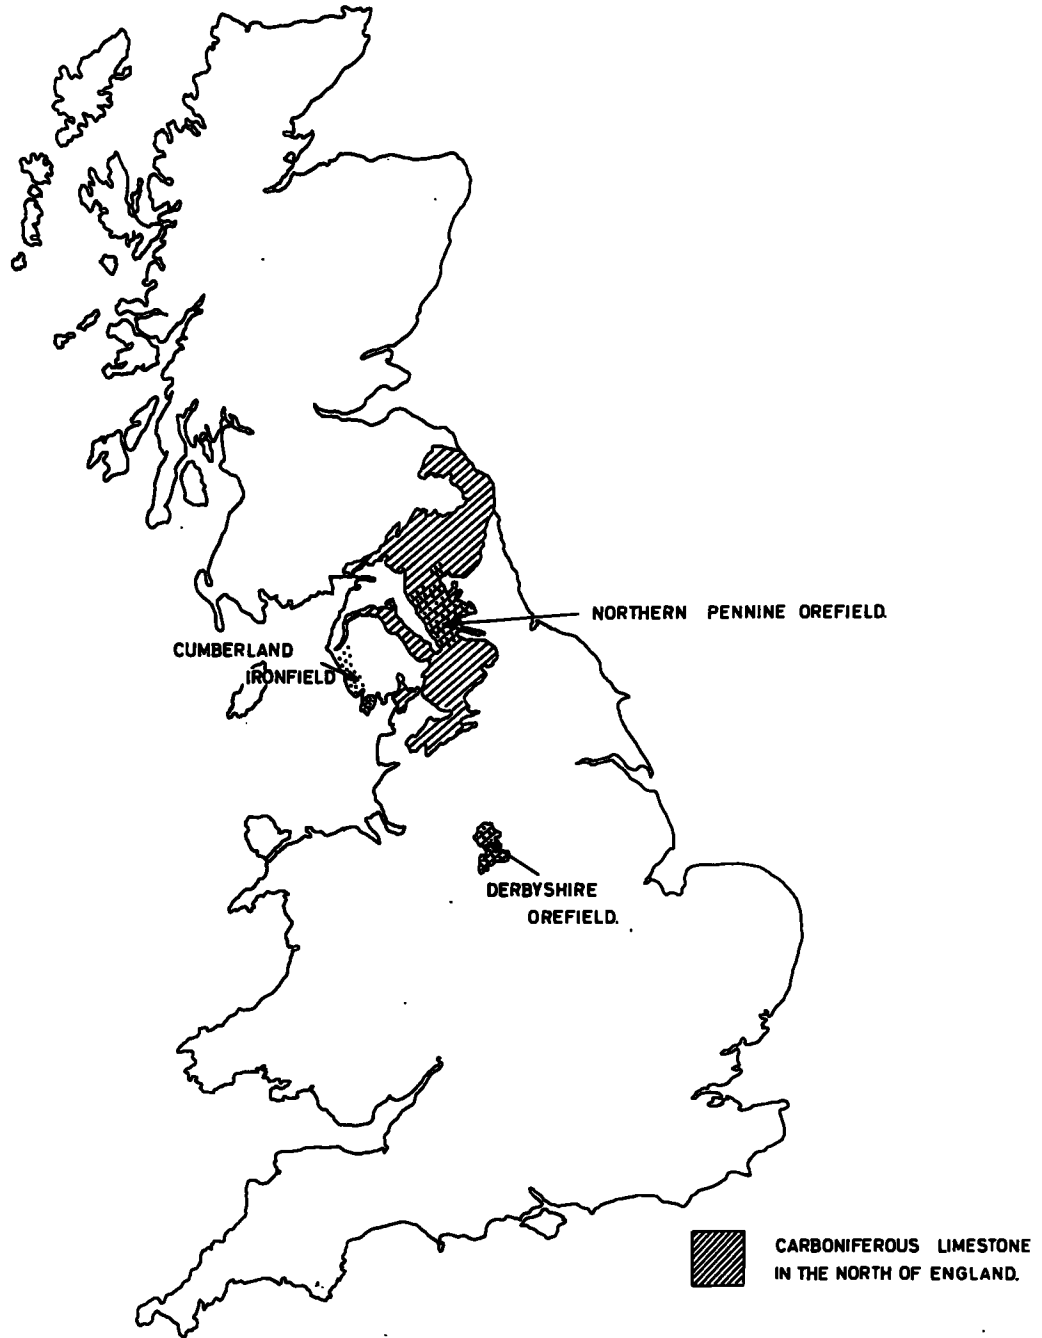 NORTHERN PENNINE OREFIELD.
CUMBERLAND
IRONFIELD
DERBYSHIRE
OREFIELD.
CARBONIFEROUS LIMESTONE
IN THE NORTH OF ENGLAND.